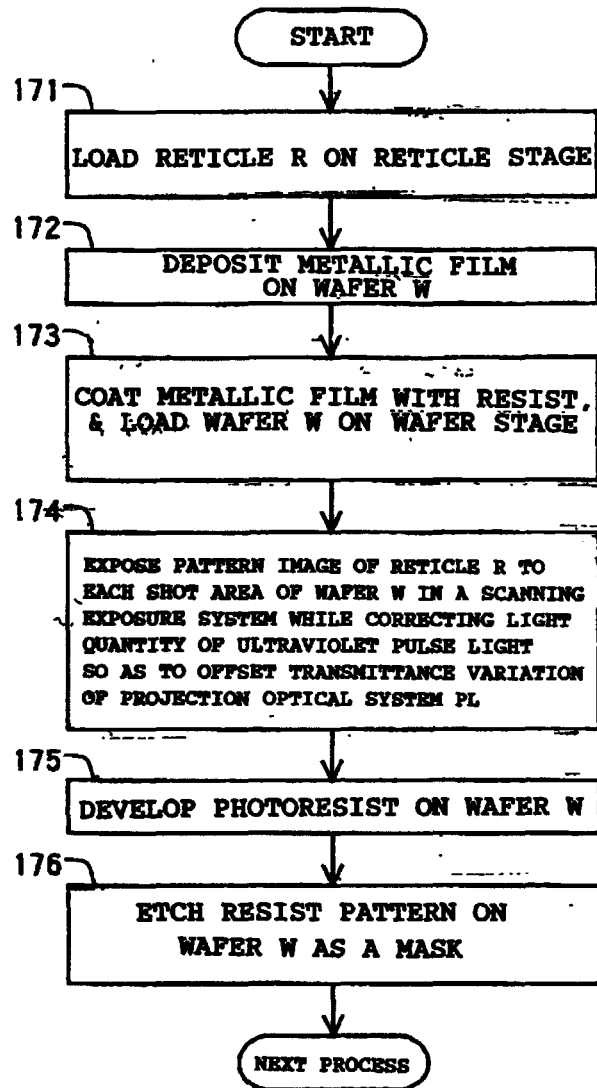 START
171
LOAD RETICLE R ON RETICLE STAGE
172
DEPOSIT METALLIC FILM
ON WAFER W
173
COAT METALLIC FILM WITH RESIST,
& LOAD WAFER W ON WAFER STAGE
174
EXPOSE PATTERN IMAGE OF RETICLE R TO
EACH SHOT AREA OF WAFER W IN A SCANNING
EXPOSURE SYSTEM WHILE CORRECTING LIGHT
QUANTITY OF ULTRAVIOLET PULSE LIGHT
SO AS TO OFFSET TRANSMITTANCE VARIATION
OF PROJECTION OPTICAL SYSTEM PL
175
DEVELOP PHOTORESIST ON WAFER W
176
ETCH RESIST PATTERN ON
WAFER W AS A MASK
NEXT PROCESS